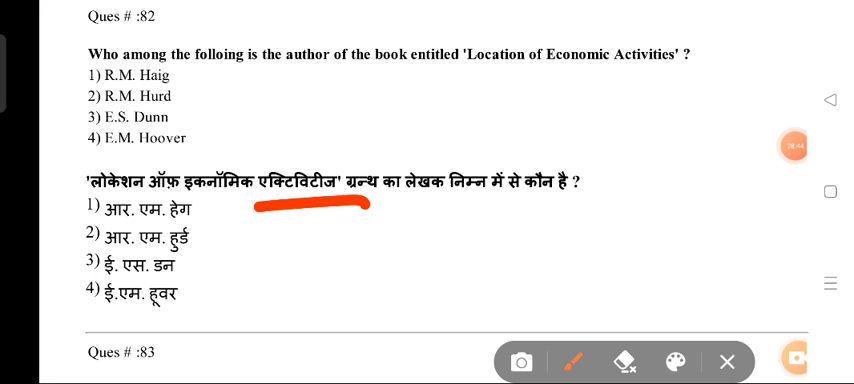 Ques # :82
Who among the folloing is the author of the book entitled 'Location of Economic Activities' ?
1) R.M. Haig
2) R.M. Hurd
3) E.S. Dunn
4) E.M. Hoover
28:44
'लोकेशन ऑफ़ इकनॉमिक एक्टिविटीज' ग्रन्थ का लेखक निम्न में से कौन है ?
1) आर. एम. हेग
2) आर. एम. हुर्ड
3) ई. एस. डन
4) ई.एम. हूवर
Ques # :83